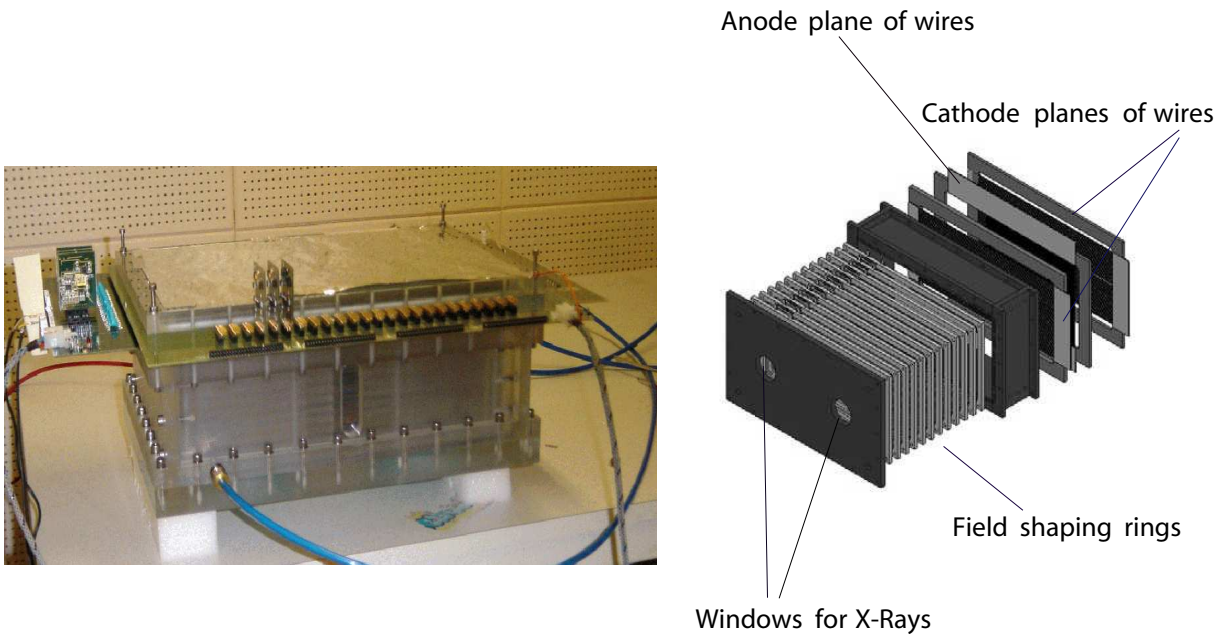 Anode plane of wires
Cathode planes of wires
Field shaping rings
Windows for X-Rays